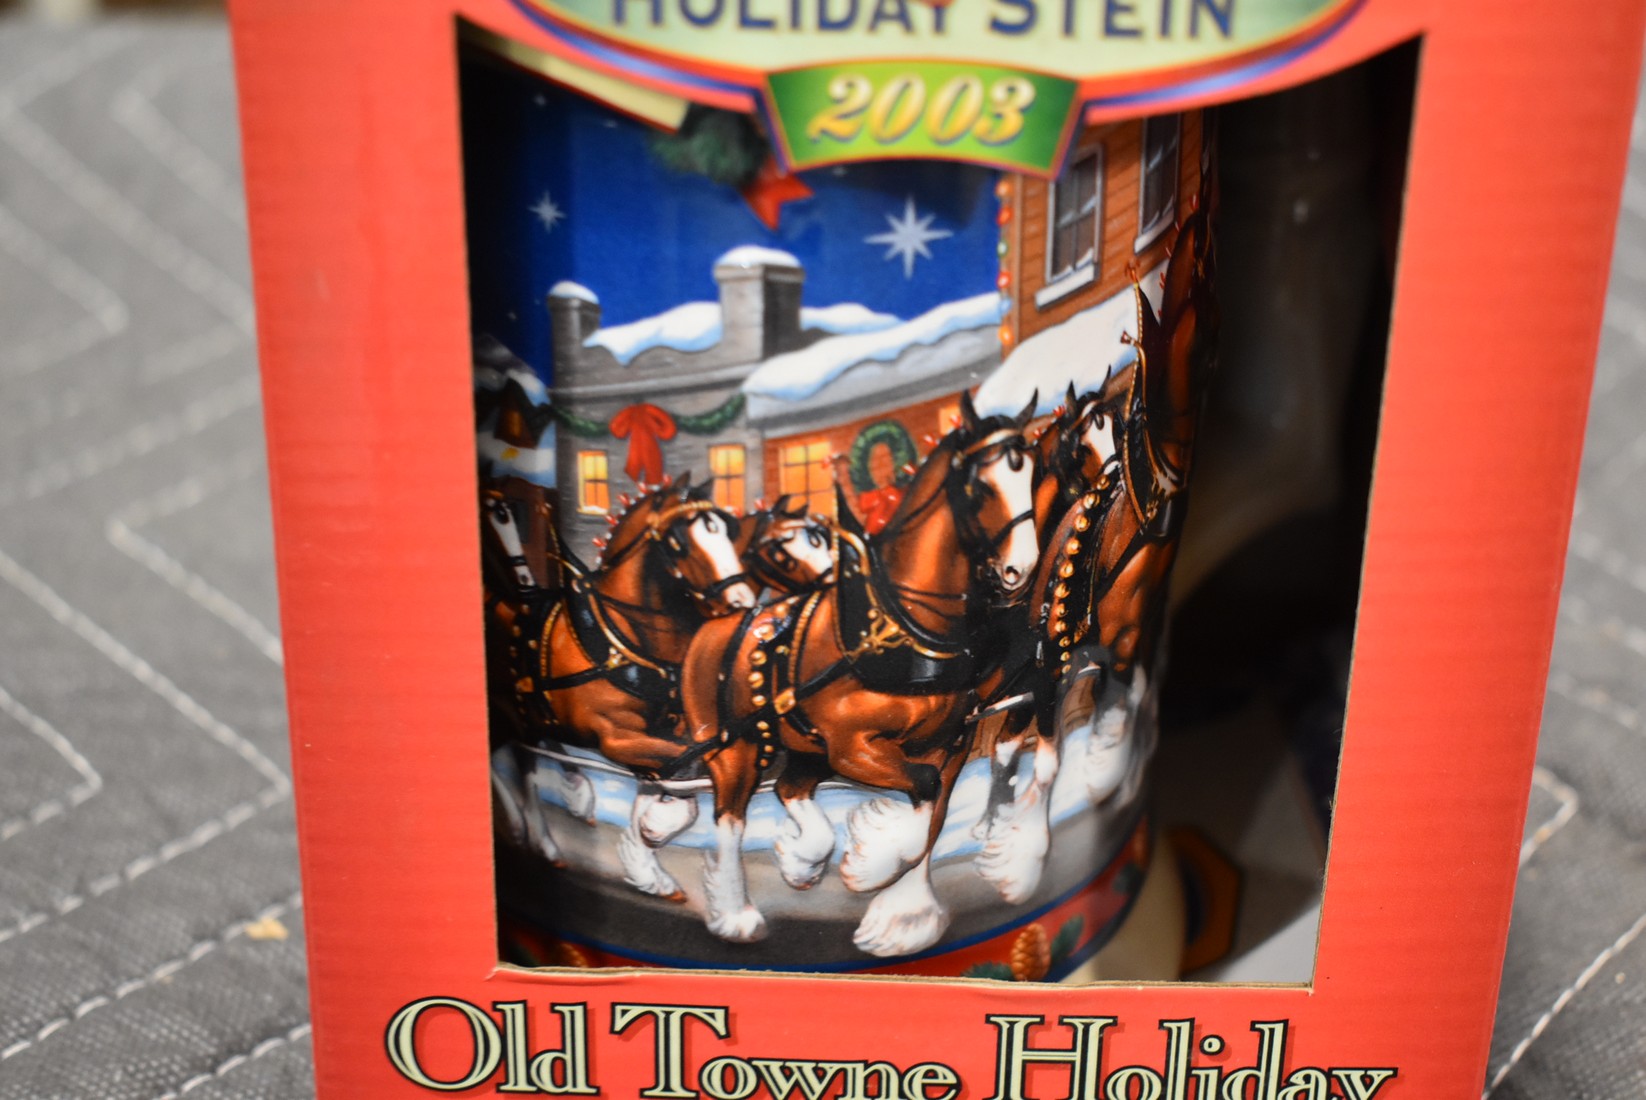 HOLIDAY STEIN
2003
Old Towne Holiday